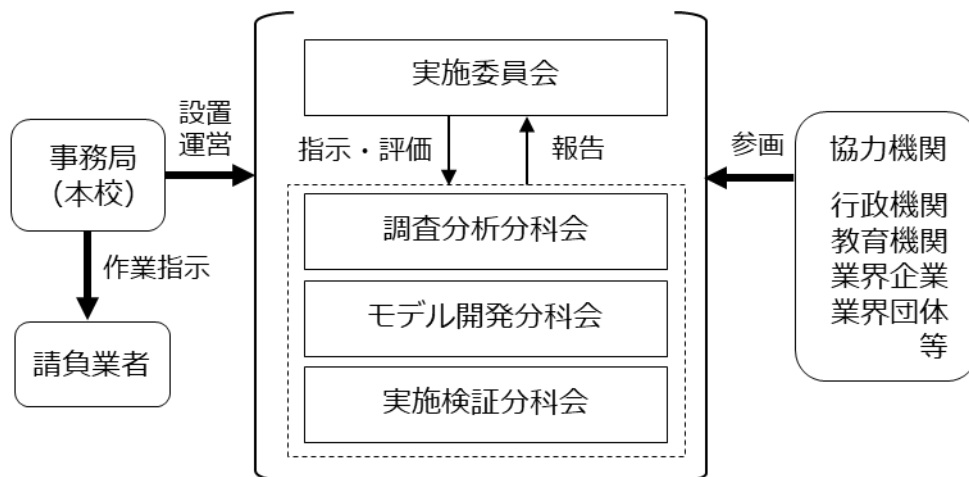 実施委員会
設置
運営
指示・評価
報告
参画
事務局
(本校)
協力機関
行政機関
教育機関
業界企業
業界団体
等
調査分析分科会
作業指示
モデル開発分科会
請負業者
実施検証分科会